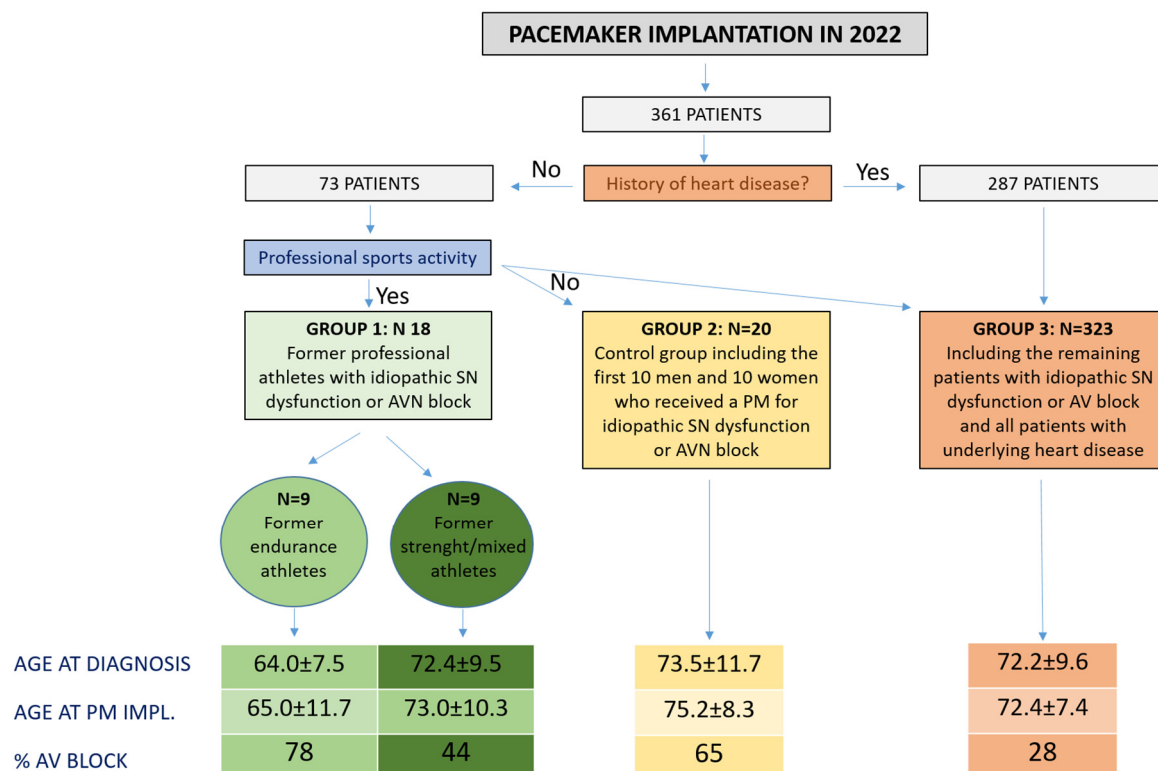 PACEMAKER IMPLANTATION IN 2022
361 PATIENTS
No
History of heart disease?
Yes
73 PATIENTS
287 PATIENTS
Professional sports activity
Yes
No
GROUP 1: N 18
Former professional
athletes with idiopathic SN
dysfunction or AVN block
GROUP 2: N=20
Control group including the
first 10 men and 10 women
who received a PM for
idiopathic SN dysfunction
or AVN block
GROUP 3: N=323
Including the remaining
patients with idiopathic SN
dysfunction or AV block
and all patients with
underlying heart disease
N=9
Former
endurance
athletes
N=9
Former
strenght/mixed
athletes
AGE AT DIAGNOSIS 64.0±7.5 72.4±9.5 73.5±11.7 72.2±9.6
AGE AT PM IMPL. 65.0±11.7 73.0±10.3 75.2±8.3 72.4±7.4
% AV BLOCK 78 44 65 28